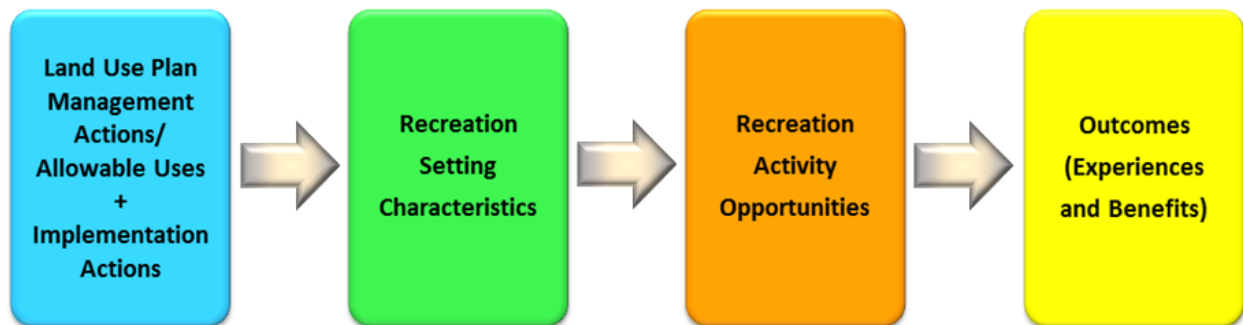 Land Use Plan
Management
Actions/
Allowable Uses
+
Implementation
Actions
Recreation
Setting
Characteristics
Recreation
Activity
Opportunities
Outcomes
(Experiences
and Benefits)